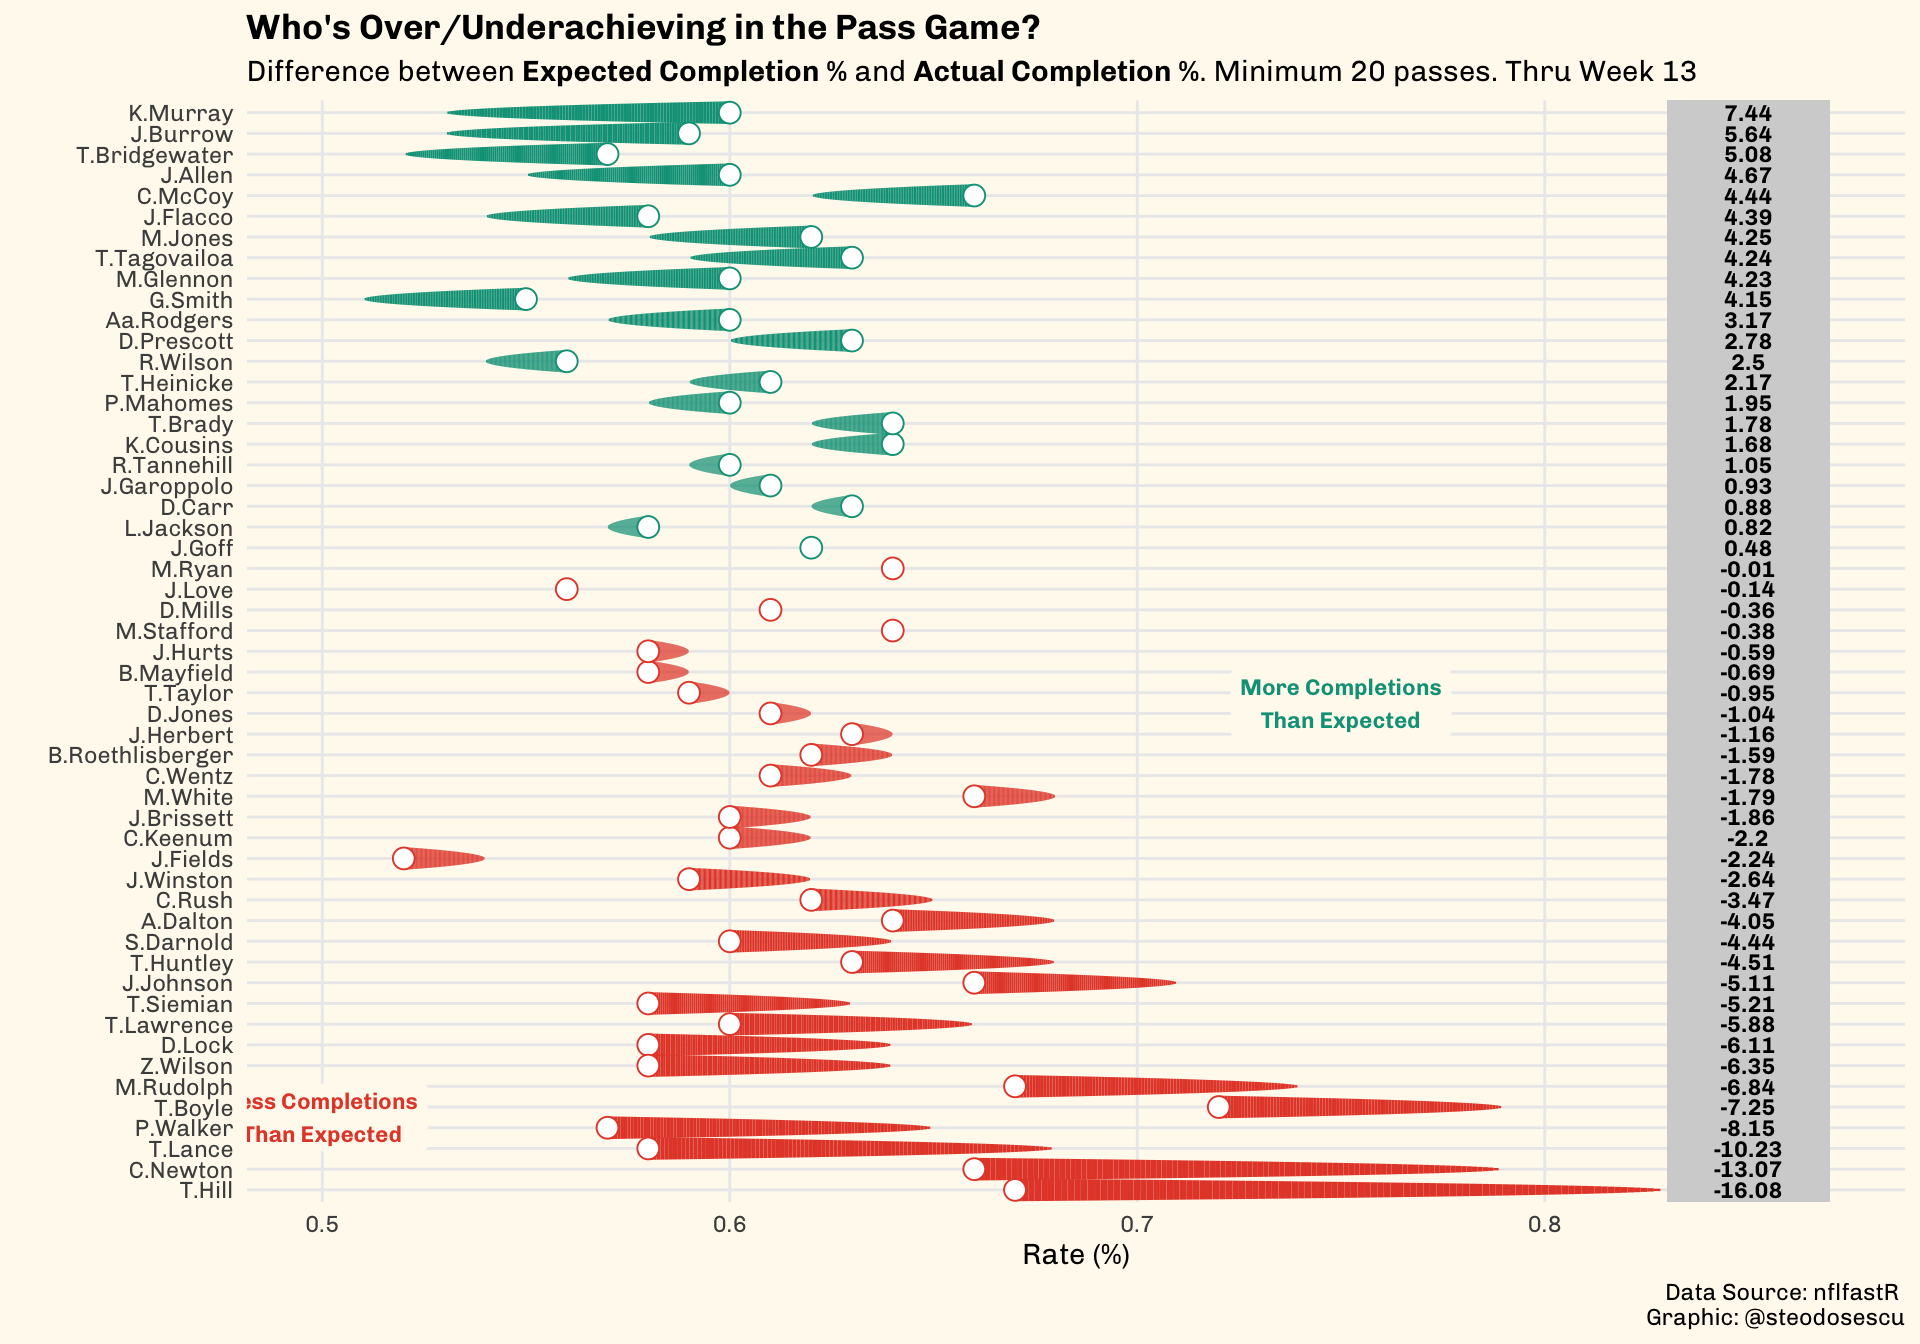 Who's Over/Underachieving in the Pass Game?
Difference between Expected Completion % and Actual Completion %. Minimum 20 passes. Thru Week 13
K.Murray 7.44
J.Burrow 5.64
T.Bridgewater 5.08
J.Allen 4.67
C.McCoy 4.44
J.Flacco 4.39
M.Jones 4.25
T.Tagovailoa 4.24
M.Glennon 4.23
G.Smith 4.15
Aa.Rodgers 3.17
D.Prescott 2.78
R.Wilson 2.5
T.Heinicke 2.17
P.Mahomes 1.95
T.Brady 1.78
K.Cousins 1.68
R.Tannehill 1.05
J.Garoppolo 0.93
D.Carr 0.88
L.Jackson 0.82
J.Goff 0.48
M.Ryan -0.01
J.Love -0.14
D.Mills -0.36
M.Stafford -0.38
J.Hurts -0.59
B.Mayfield -0.69
T.Taylor -0.95
D.Jones -1.04
J.Herbert -1.16
B.Roethlisberger -1.59
C.Wentz -1.78
M.White -1.79
J.Brissett -1.86
C.Keenum -2.2
J.Fields -2.24
J.Winston -2.64
C.Rush -3.47
A.Dalton -4.05
S.Darnold -4.44
T.Huntley -4.51
J.Johnson -5.11
T.Siemian -5.21
T.Lawrence -5.88
D.Lock -6.11
Z.Wilson -6.35
M.Rudolph -6.84
T.Boyle -7.25
P.Walker -8.15
T.Lance -10.23
C.Newton -13.07
T.Hill -16.08
More Completions
Than Expected
ess Completions
Than Expected
0.5 0.6 0.7 0.8
Rate (%)
Data Source: nflfastR
Graphic: @steodosescu